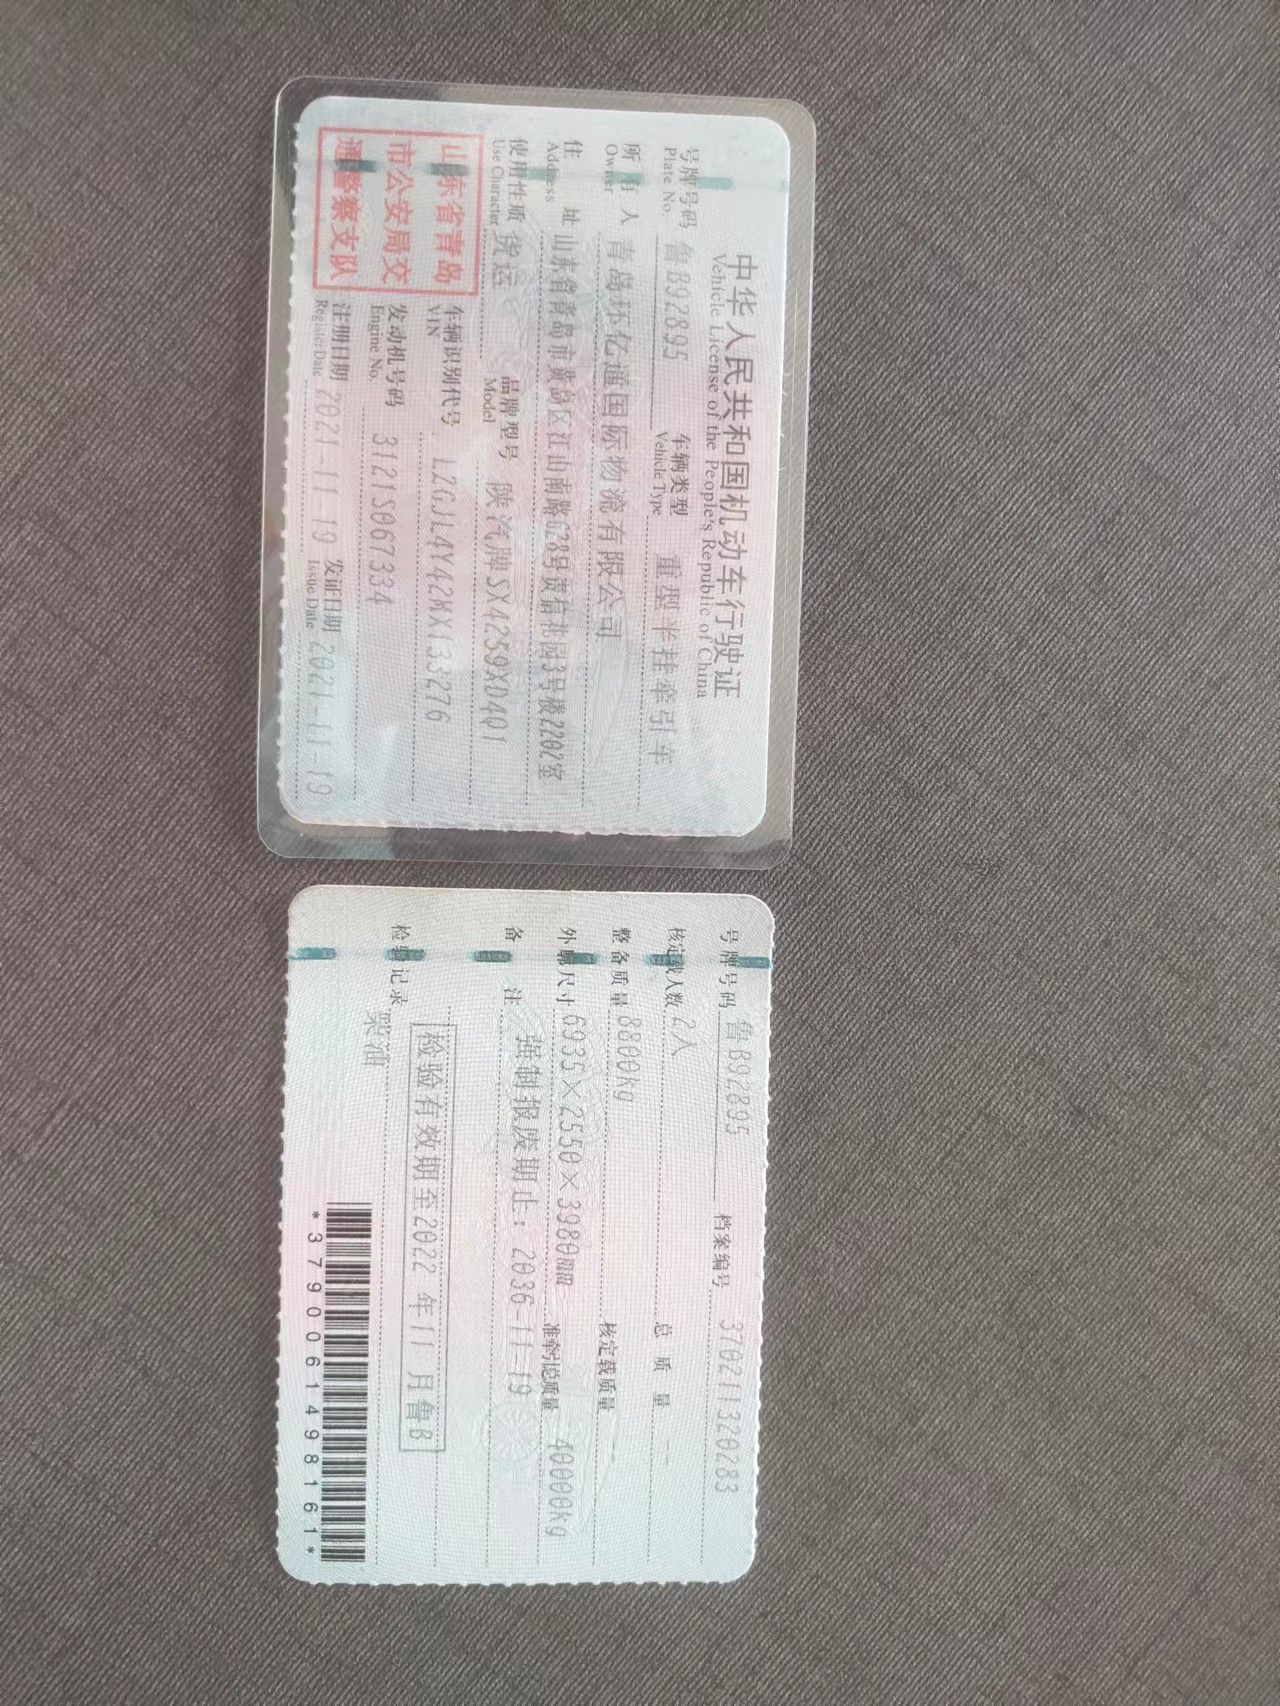 中华人民共和国机动车行驶证
Vehicle License of the People's Republic of China
号牌号码 鲁B92895 车辆类型 重型半挂牵引车
Plate No. Vehicle Type
所有人 青岛环亿通国际物流有限公司
Owner
住址 山东省青岛市黄岛区江山南路628号贵信花园3号楼2202室
Address
使用性质 货运 品牌型号 陕汽牌SX4259XD4Q1
Use Character Model
山东省青岛
市公安局交
通警察支队
车辆识别代号 LZGJL4Y42MX133276
VIN
发动机号码 3121S067334
Engine No.
注册日期 2021-11-19 发证日期 2021-11-19
Register Date Issue Date
号牌号码 鲁B92895 档案编号 370211320283
核定载人数 2人 总质量 --
整备质量 8800kg 核定载质量
外廓尺寸 6935×2550×3980mm 准牵引总质量 40000kg
备注 强制报废期止：2036-11-19
检验有效期至2022年11月鲁B
检验记录
柴油
*3790061498161*